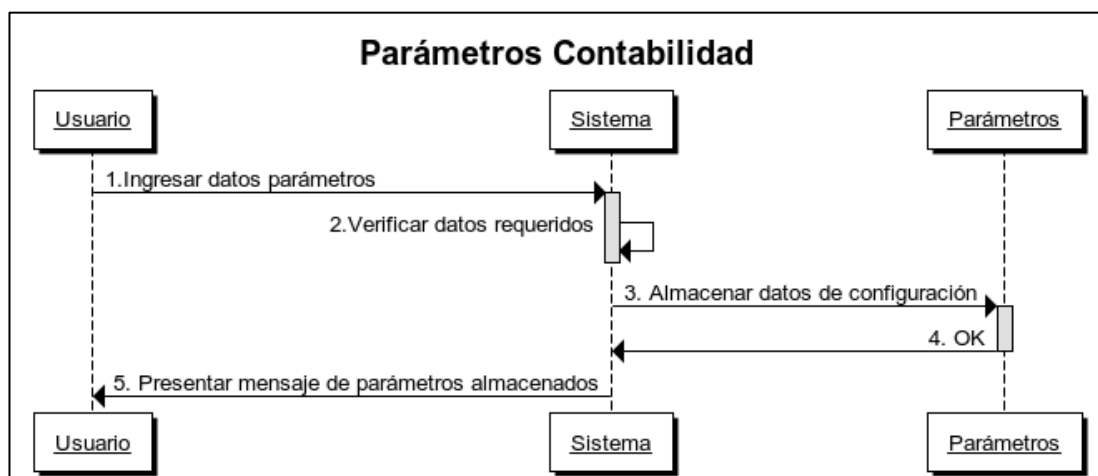 Parámetros Contabilidad
Usuario
Sistema
Parámetros
1.Ingresar datos parámetros
2.Verificar datos requeridos
3. Almacenar datos de configuración
4. OK
5. Presentar mensaje de parámetros almacenados
Usuario
Sistema
Parámetros